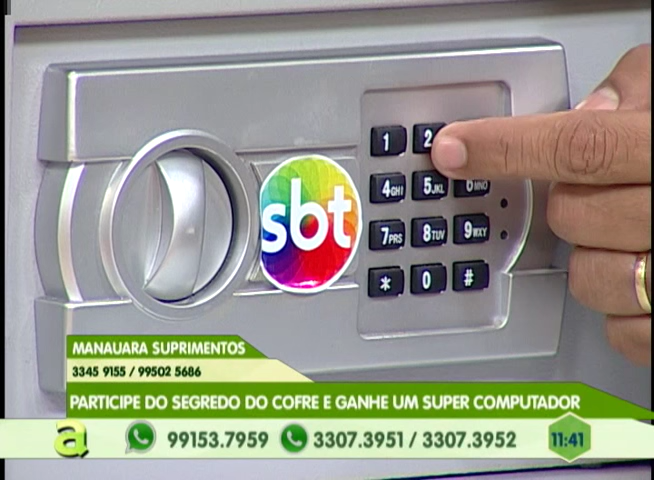 1 2
4GHI 5JKL 6MNO
7PRS 8TUV 9WXY
* 0 #
sbt
MANAUARA SUPRIMENTOS
3345 9155 / 99502 5686
PARTICIPE DO SEGREDO DO COFRE E GANHE UM SUPER COMPUTADOR
a 99153.7959 3307.3951 / 3307.3952 11:41